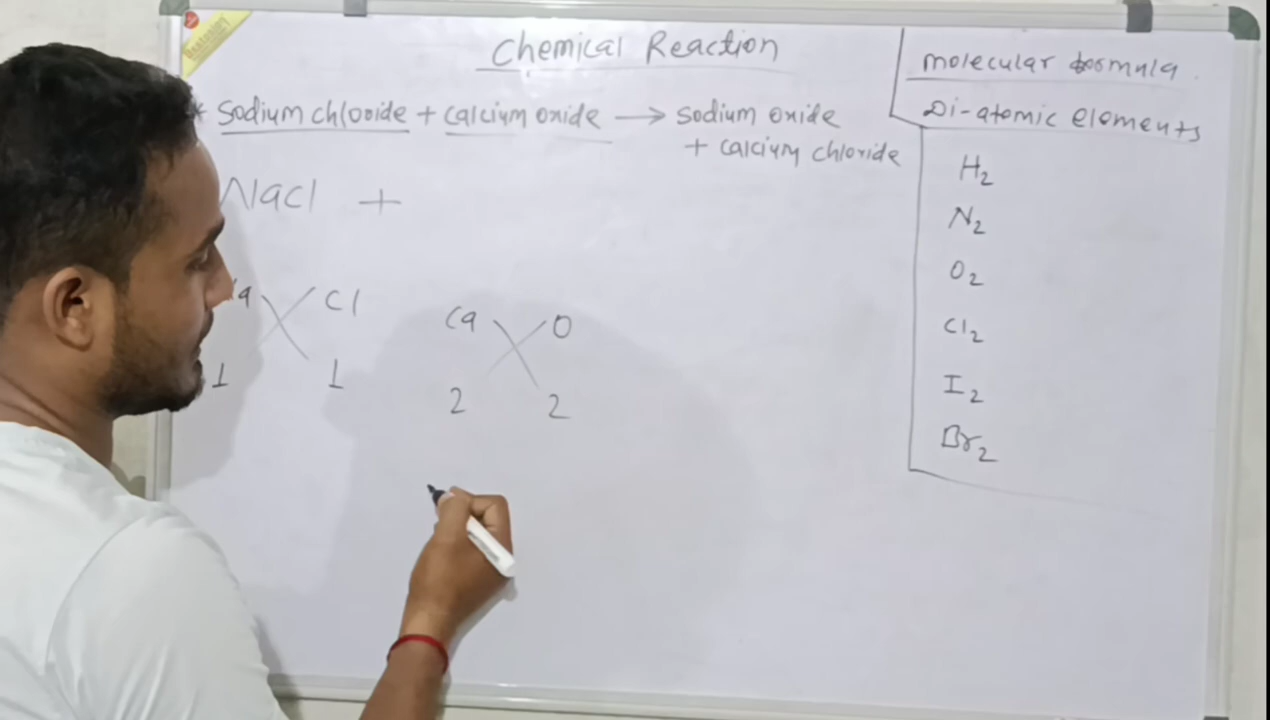 Chemical Reaction
* Sodium chloride + calcium oxide → sodium oxide
+ calcium chloride
NaCl +
Cl
1 1
Ca O
2 2
molecular formula
Di-atomic elements
H2
N2
O2
Cl2
I2
Br2